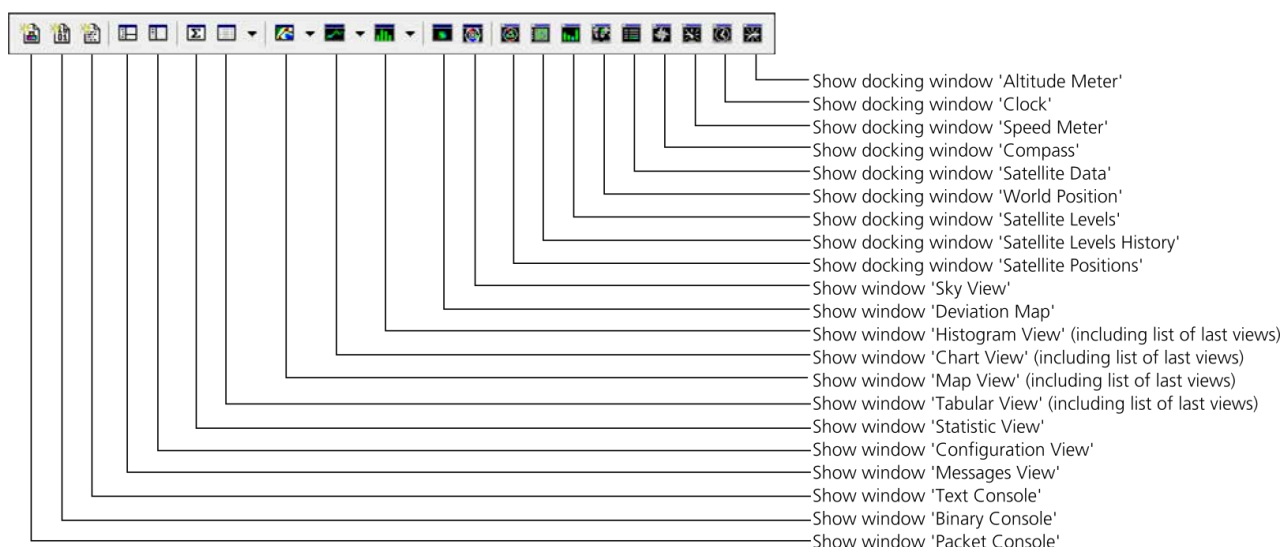 Show docking window 'Altitude Meter'
Show docking window 'Clock'
Show docking window 'Speed Meter'
Show docking window 'Compass'
Show docking window 'Satellite Data'
Show docking window 'World Position'
Show docking window 'Satellite Levels'
Show docking window 'Satellite Levels History'
Show docking window 'Satellite Positions'
Show window 'Sky View'
Show window 'Deviation Map'
Show window 'Histogram View' (including list of last views)
Show window 'Chart View' (including list of last views)
Show window 'Map View' (including list of last views)
Show window 'Tabular View' (including list of last views)
Show window 'Statistic View'
Show window 'Configuration View'
Show window 'Messages View'
Show window 'Text Console'
Show window 'Binary Console'
Show window 'Packet Console'